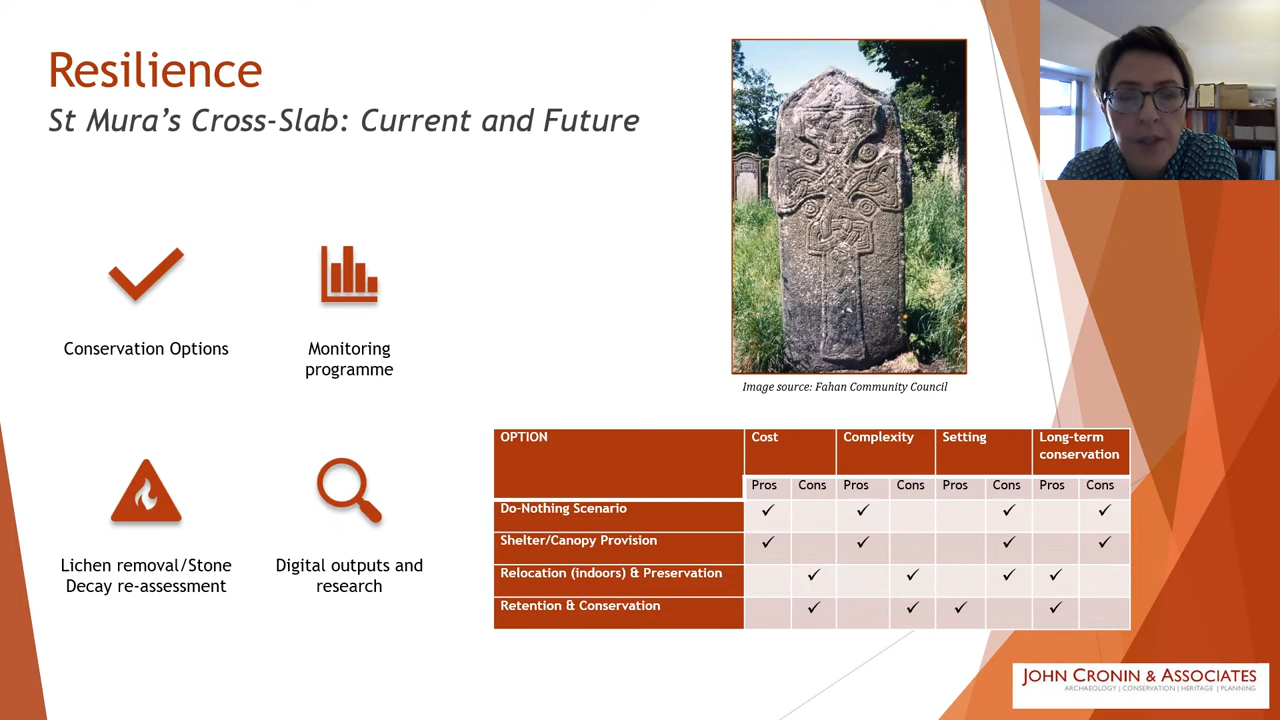 Resilience
St Mura's Cross-Slab: Current and Future
Conservation Options
Monitoring
programme
Lichen removal/Stone
Decay re-assessment
Digital outputs and
research
Image source: Fahan Community Council
OPTION Cost Complexity Setting Long-term
conservation
Pros Cons Pros Cons Pros Cons Pros Cons
Do-Nothing Scenario ✓ ✓ ✓ ✓
Shelter/Canopy Provision ✓ ✓ ✓ ✓
Relocation (indoors) & Preservation ✓ ✓ ✓ ✓
Retention & Conservation ✓ ✓ ✓ ✓
JOHN CRONIN & ASSOCIATES
ARCHAEOLOGY | CONSERVATION | HERITAGE | PLANNING